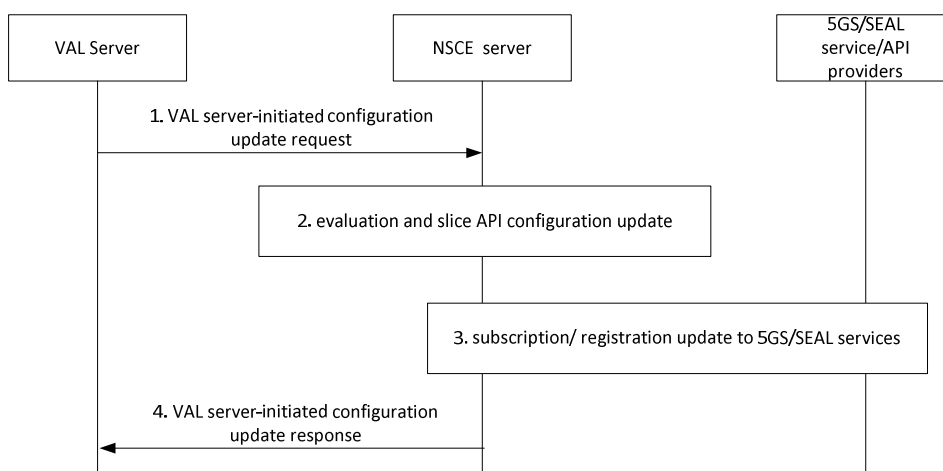 VAL Server
NSCE server
5GS/SEAL
service/API
providers
1. VAL server-initiated configuration
update request
2. evaluation and slice API configuration update
3. subscription/ registration update to 5GS/SEAL services
4. VAL server-initiated configuration
update response